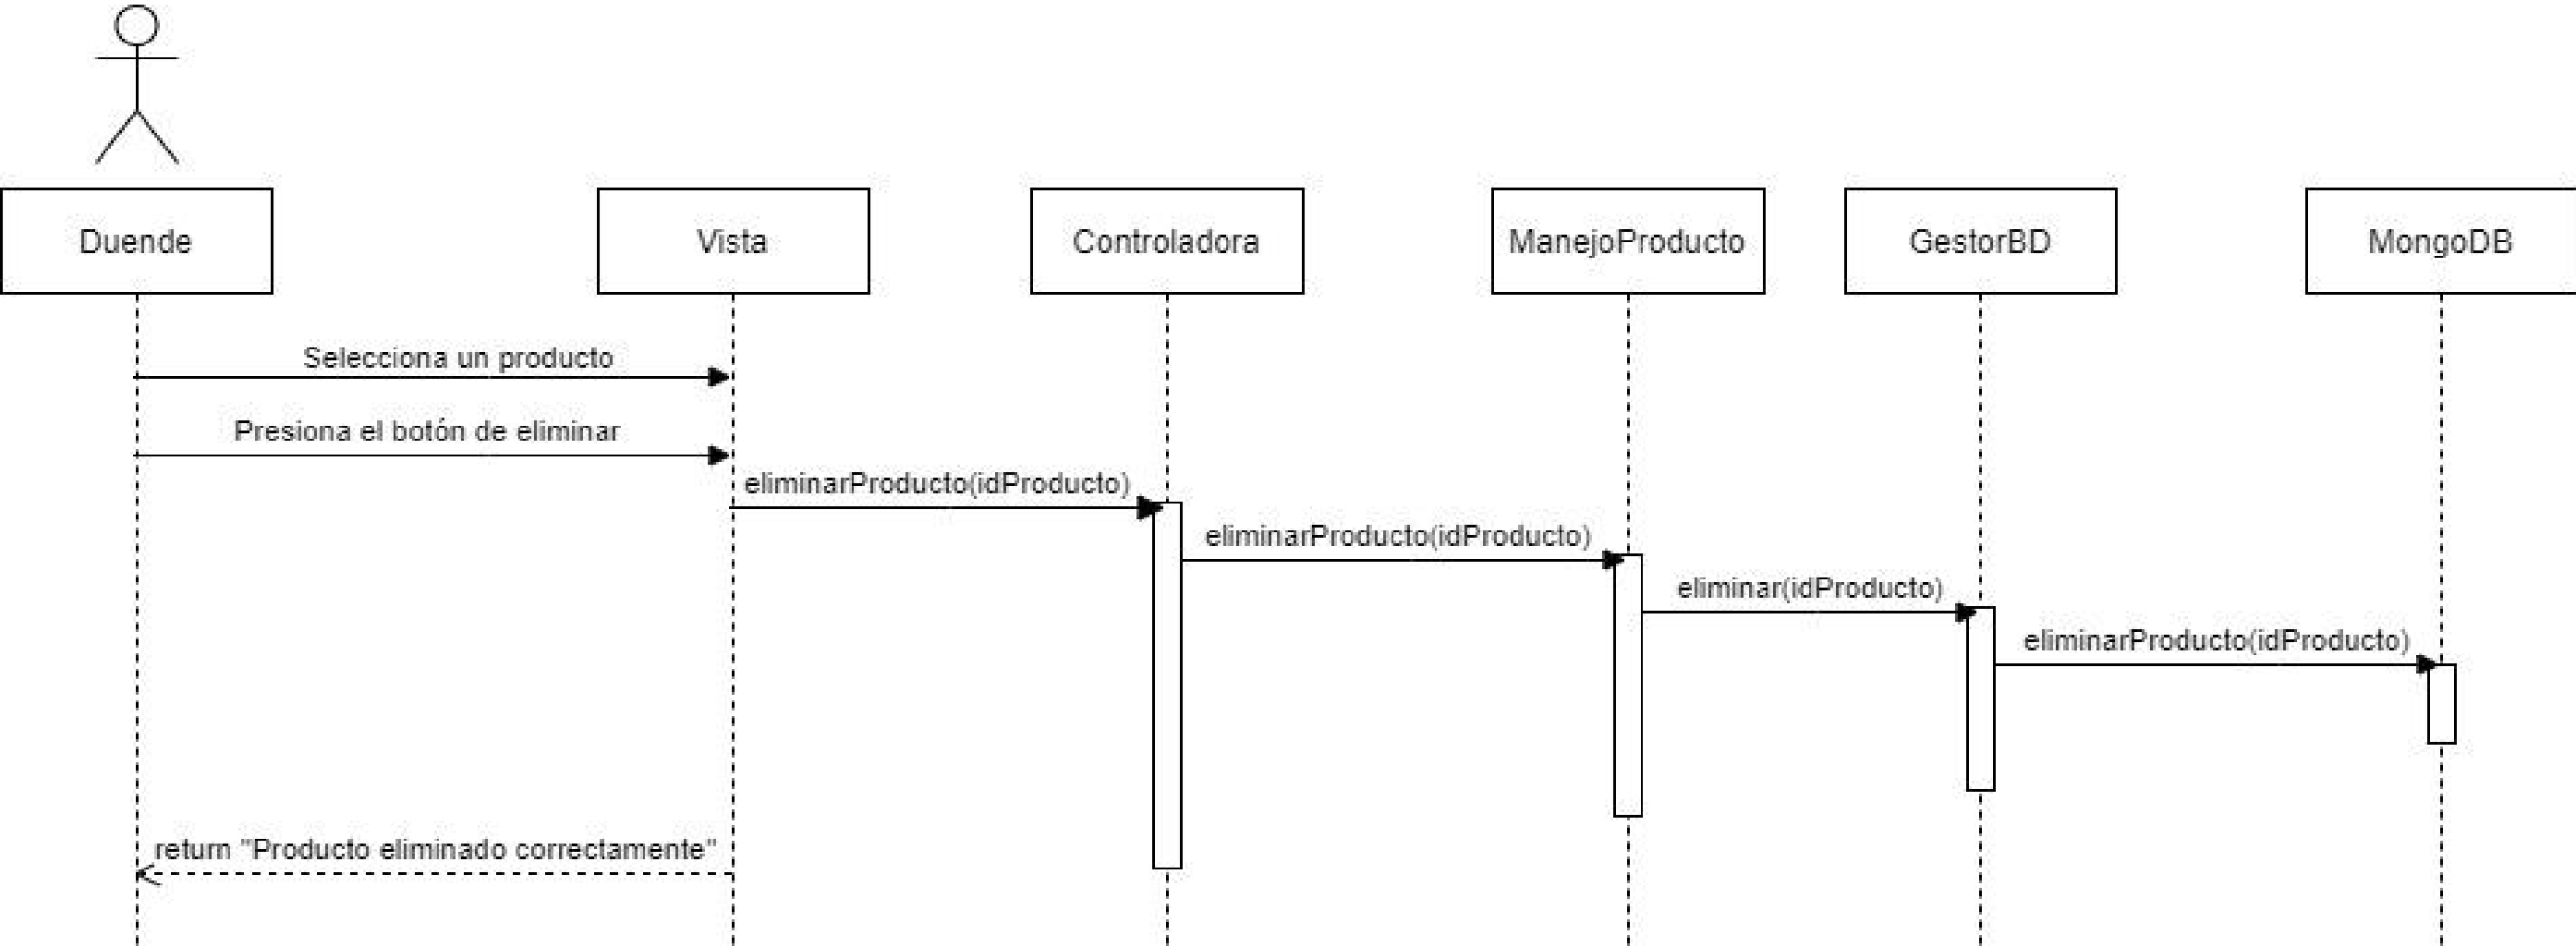 Duende
Vista
Controladora
ManejoProducto
GestorBD
MongoDB
Selecciona un producto
Presiona el botón de eliminar
eliminarProducto(idProducto)
eliminarProducto(idProducto)
eliminar(idProducto)
eliminarProducto(idProducto)
return "Producto eliminado correctamente"